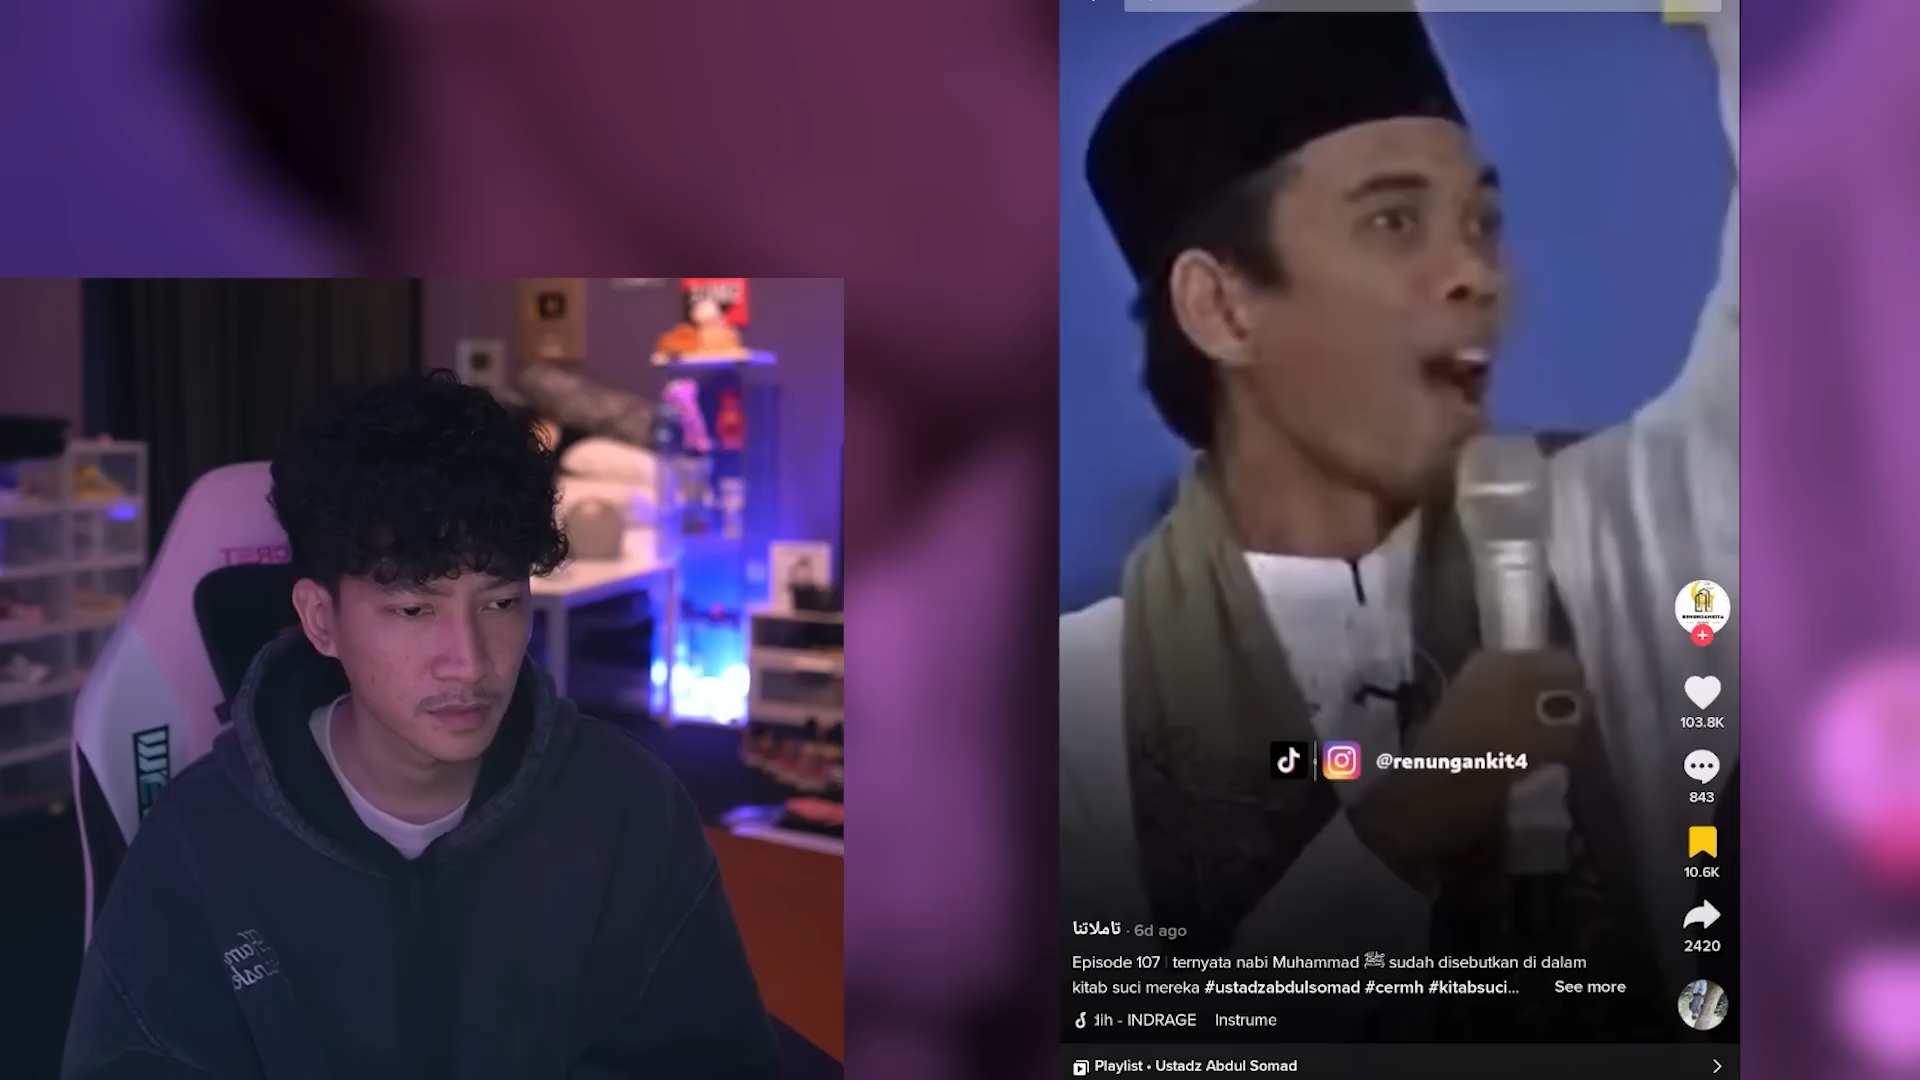 @renungankit4
103.8K
843
10.6K
2420
تاملاتنا · 6d ago
Episode 107 | ternyata nabi Muhammad ﷺ sudah disebutkan di dalam
kitab suci mereka #ustadzabdulsomad #cermh #kitabsuci... See more
dih - INDRAGE Instrume
Playlist • Ustadz Abdul Somad